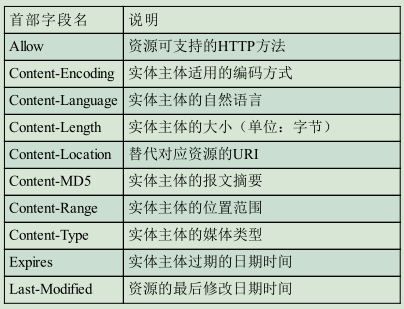 首部字段名 说明
Allow 资源可支持的HTTP方法
Content-Encoding 实体主体适用的编码方式
Content-Language 实体主体的自然语言
Content-Length 实体主体的大小（单位：字节）
Content-Location 替代对应资源的URI
Content-MD5 实体主体的报文摘要
Content-Range 实体主体的位置范围
Content-Type 实体主体的媒体类型
Expires 实体主体过期的日期时间
Last-Modified 资源的最后修改日期时间